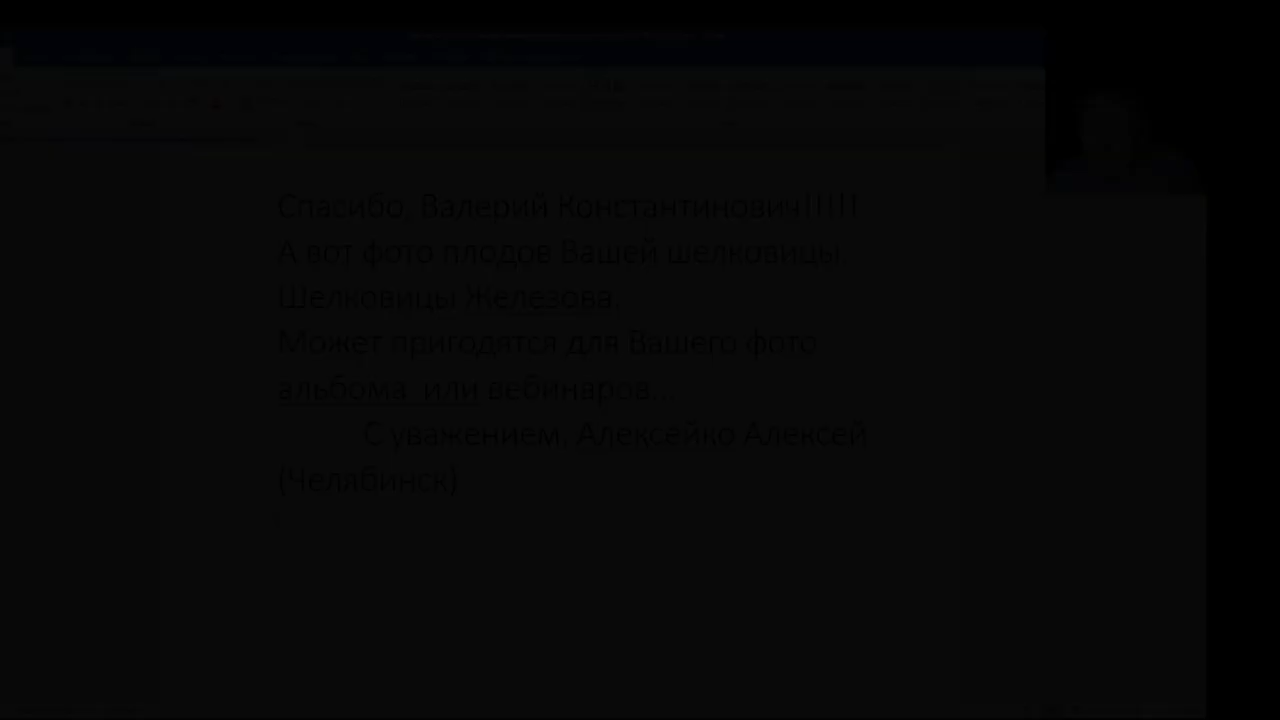 Спасибо, Валерий Константинович!!!!!
А вот фото плодов Вашей шелковицы
Шелковицы Железова.
Может пригодятся для Вашего фото
альбома или вебинаров...
С уважением, Алексейко Алексей
(Челябинск)